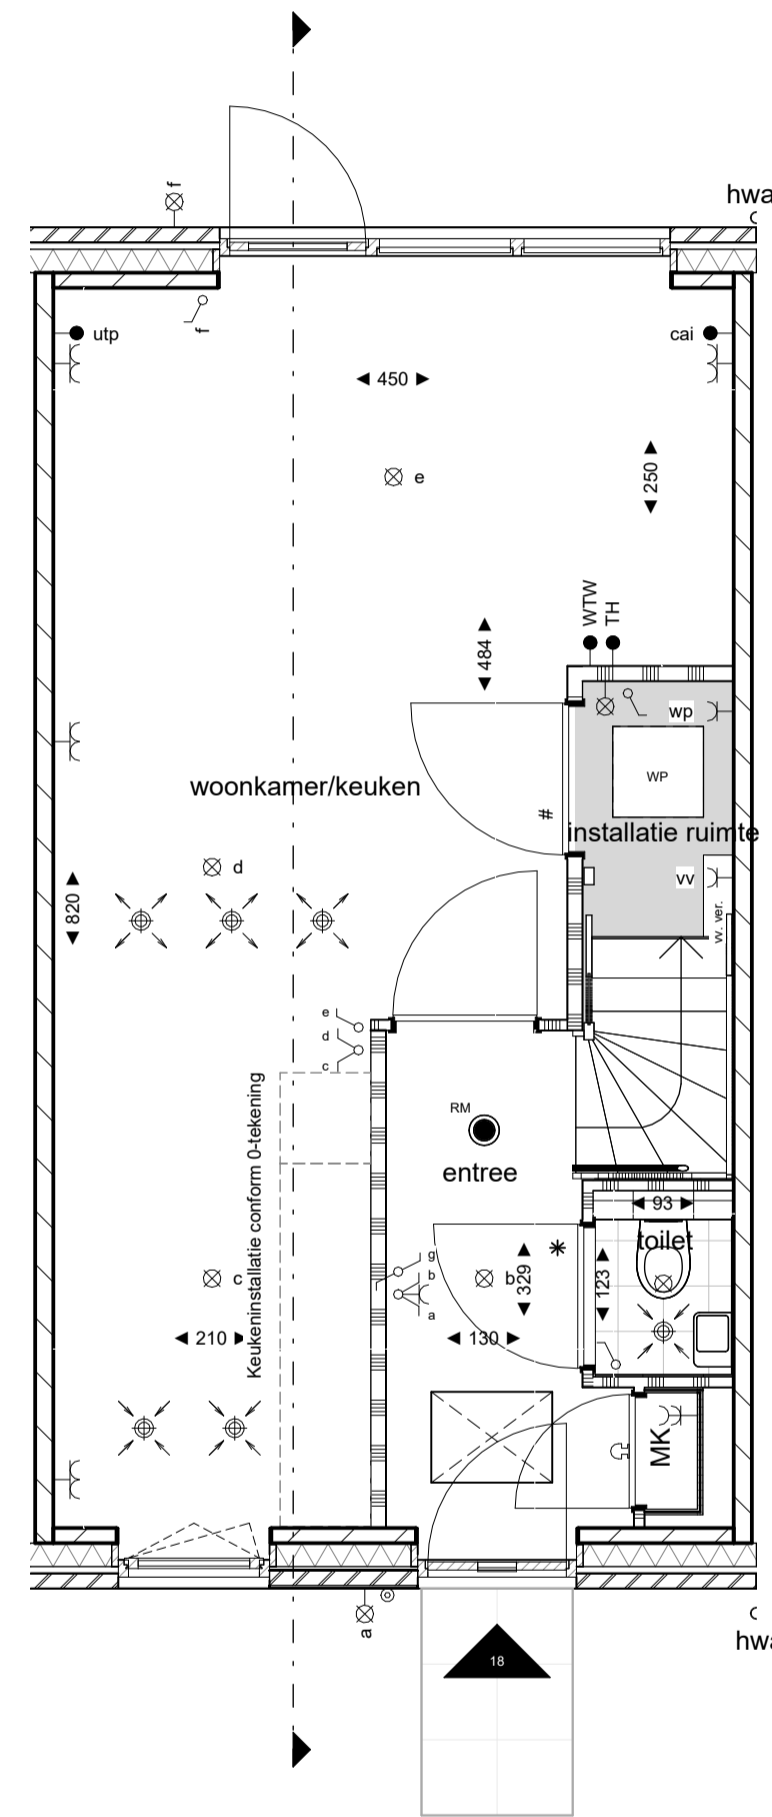 f
hwa
f
utp
cai
450
e
250
WTW
TH
484
wp
WP
woonkamer/keuken
#
installatie ruimte
d
vv
820
vv. ver.
e
d
c
Keukeninstallatie conform 0-tekening
RM
entree
93
toilet
g
b
a
c
b
329
123
210
130
MK
a
18
hwa